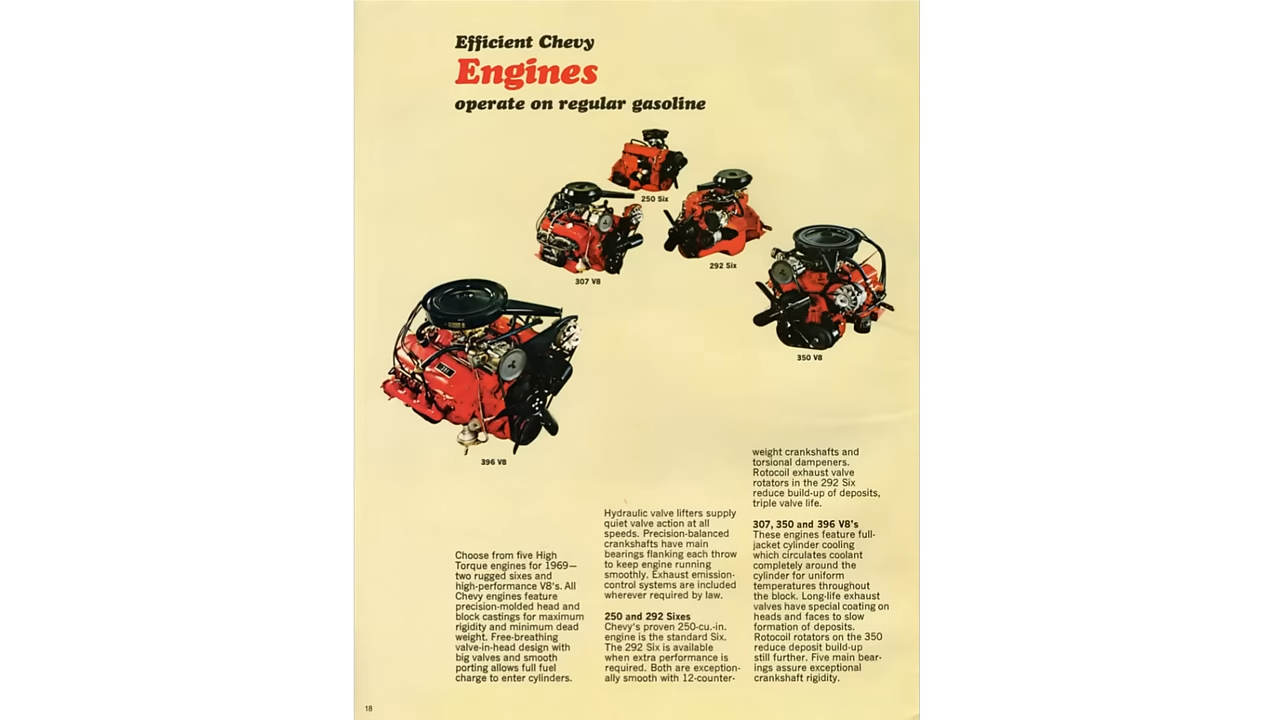 Efficient Chevy
Engines
operate on regular gasoline
250 Six
307 V8
292 Six
350 V8
396 V8
Choose from five High
Torque engines for 1969—
two rugged sixes and
high-performance V8's. All
Chevy engines feature
precision-molded head and
block castings for maximum
rigidity and minimum dead
weight. Free-breathing
valve-in-head design with
big valves and smooth
porting allows full fuel
charge to enter cylinders.
Hydraulic valve lifters supply
quiet valve action at all
speeds. Precision-balanced
crankshafts have main
bearings flanking each throw
to keep engine running
smoothly. Exhaust emission-
control systems are included
wherever required by law.
250 and 292 Sixes
Chevy's proven 250-cu.-in.
engine is the standard Six.
The 292 Six is available
when extra performance is
required. Both are exception-
ally smooth with 12-counter-
weight crankshafts and
torsional dampeners.
Rotocoil exhaust valve
rotators in the 292 Six
reduce build-up of deposits,
triple valve life.
307, 350 and 396 V8's
These engines feature full-
jacket cylinder cooling
which circulates coolant
completely around the
cylinder for uniform
temperatures throughout
the block. Long-life exhaust
valves have special coating on
heads and faces to slow
formation of deposits.
Rotocoil rotators on the 350
reduce deposit build-up
still further. Five main bear-
ings assure exceptional
crankshaft rigidity.
18